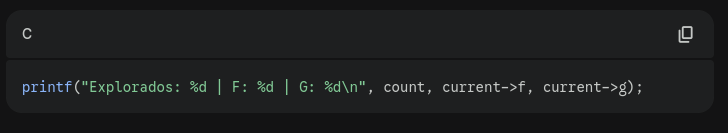 C
printf("Explorados: %d | F: %d | G: %d\n", count, current->f, current->g);